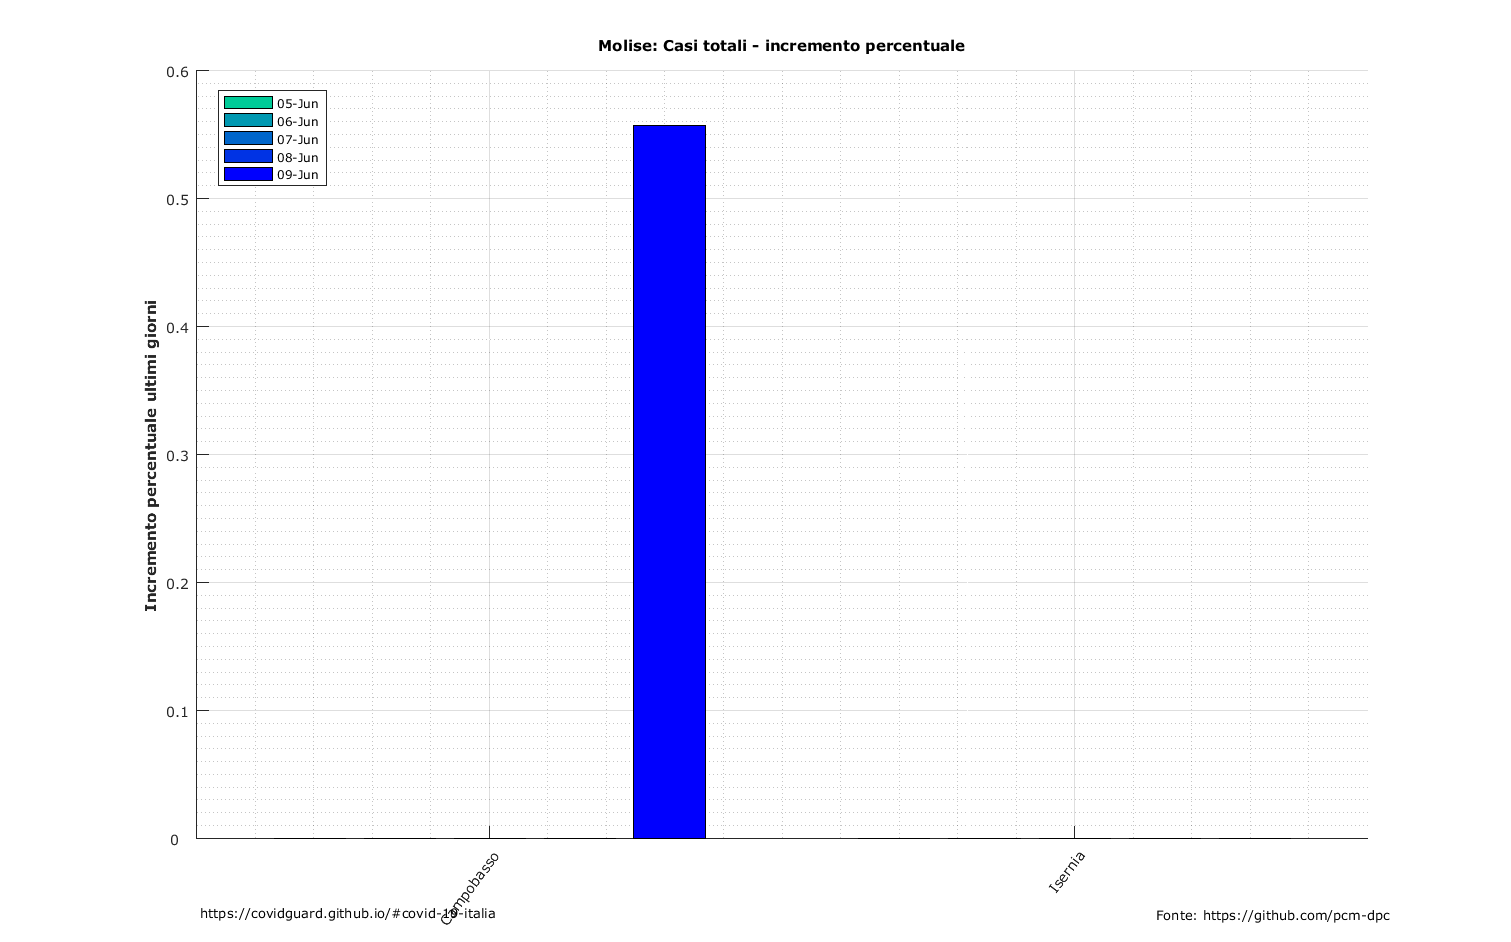 Molise: Casi totali - incremento percentuale
0.6
0.5
0.4
0.3
0.2
0.1
0
05-Jun
06-Jun
07-Jun
08-Jun
09-Jun
Incremento percentuale ultimi giorni
Campobasso
Isernia
https://covidguard.github.io/#covid-19-italia
Fonte: https://github.com/pcm-dpc